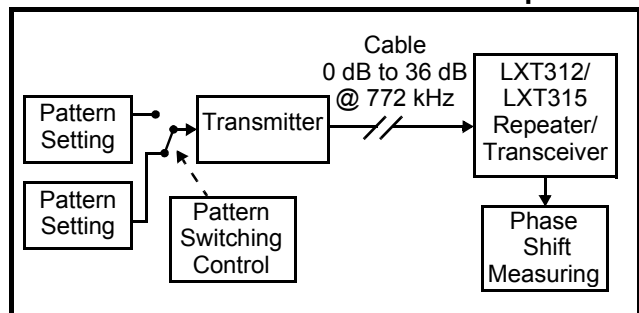 Cable
0 dB to 36 dB
@ 772 kHz
LXT312/
LXT315
Repeater/
Transceiver
Pattern
Setting
Transmitter
Pattern
Setting
Pattern
Switching
Control
Phase
Shift
Measuring